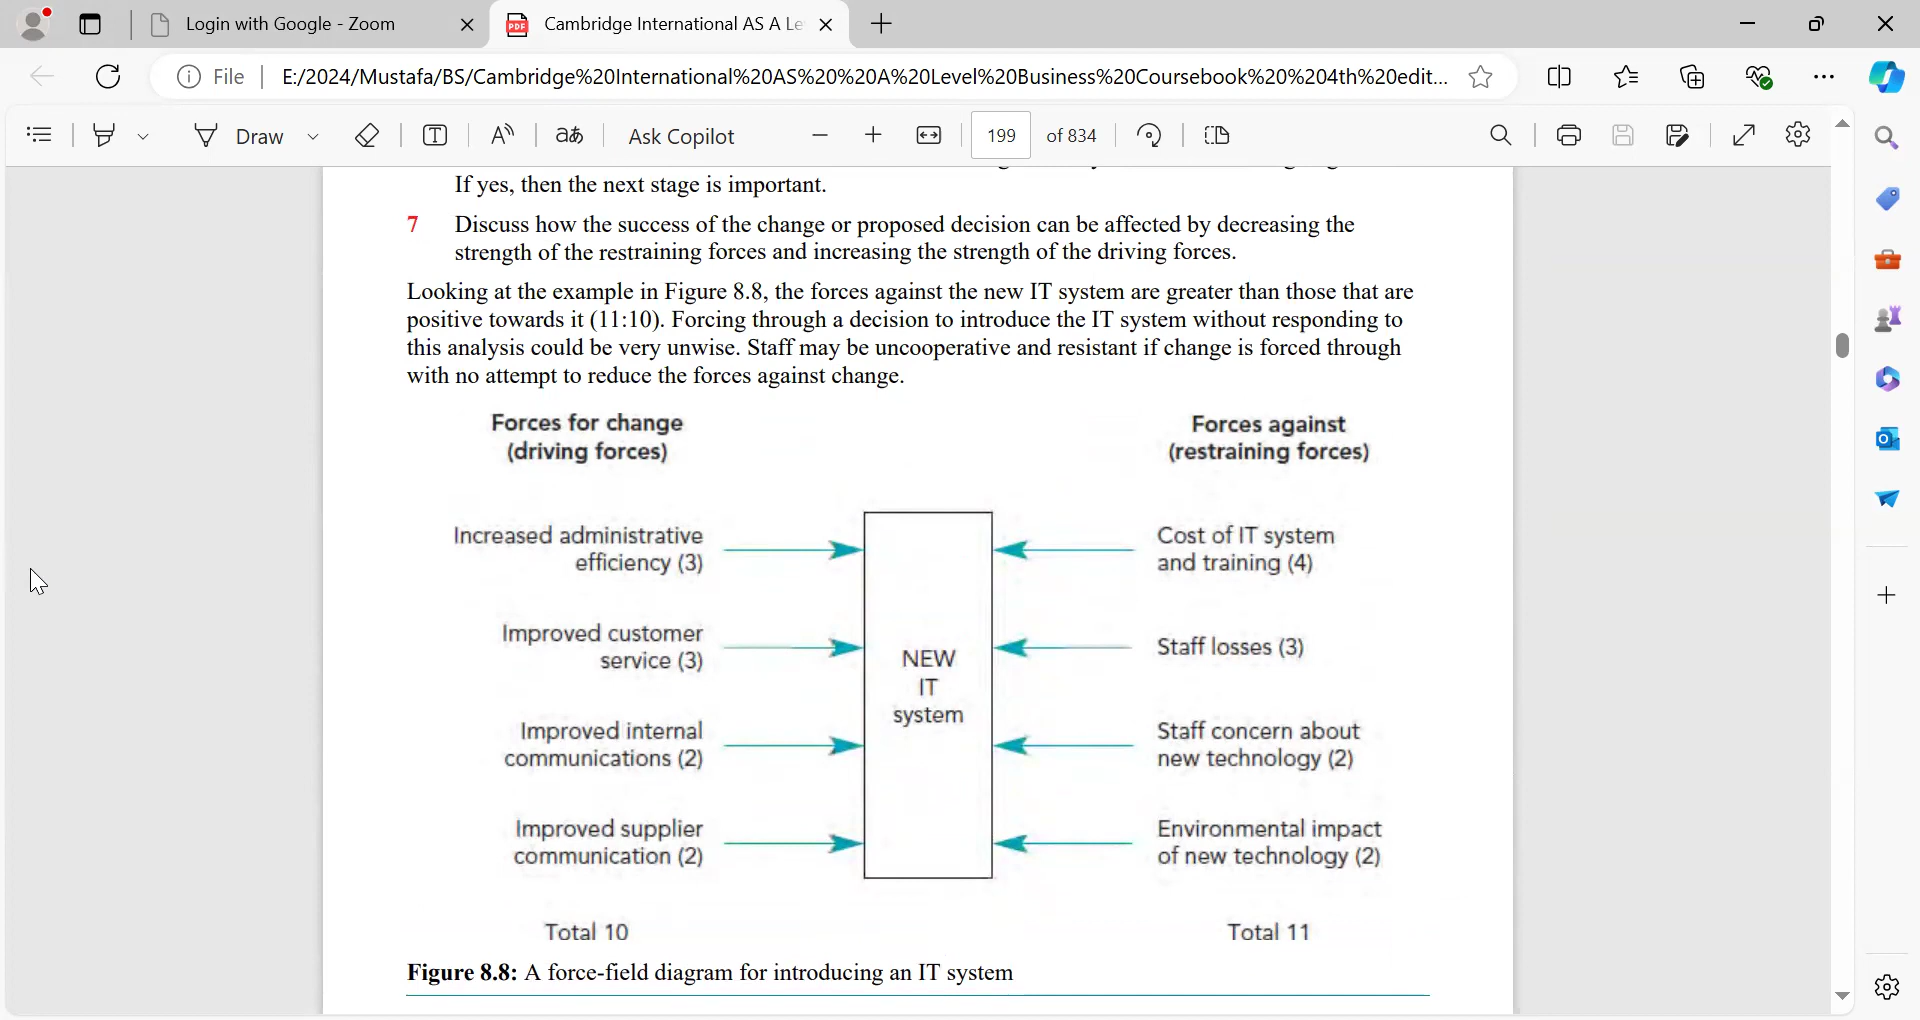 Login with Google - Zoom
Cambridge International AS A Le
File
E:/2024/Mustafa/BS/Cambridge%20International%20AS%20%20A%20Level%20Business%20Coursebook%20%204th%20edit...
Draw
aあ
Ask Copilot
199
of 834
If yes, then the next stage is important.
7 Discuss how the success of the change or proposed decision can be affected by decreasing the
strength of the restraining forces and increasing the strength of the driving forces.
Looking at the example in Figure 8.8, the forces against the new IT system are greater than those that are
positive towards it (11:10). Forcing through a decision to introduce the IT system without responding to
this analysis could be very unwise. Staff may be uncooperative and resistant if change is forced through
with no attempt to reduce the forces against change.
Forces for change
(driving forces)
Forces against
(restraining forces)
Increased administrative
efficiency (3)
Cost of IT system
and training (4)
Improved customer
service (3)
Staff losses (3)
NEW
IT
system
Improved internal
communications (2)
Staff concern about
new technology (2)
Improved supplier
communication (2)
Environmental impact
of new technology (2)
Total 10
Total 11
Figure 8.8: A force-field diagram for introducing an IT system